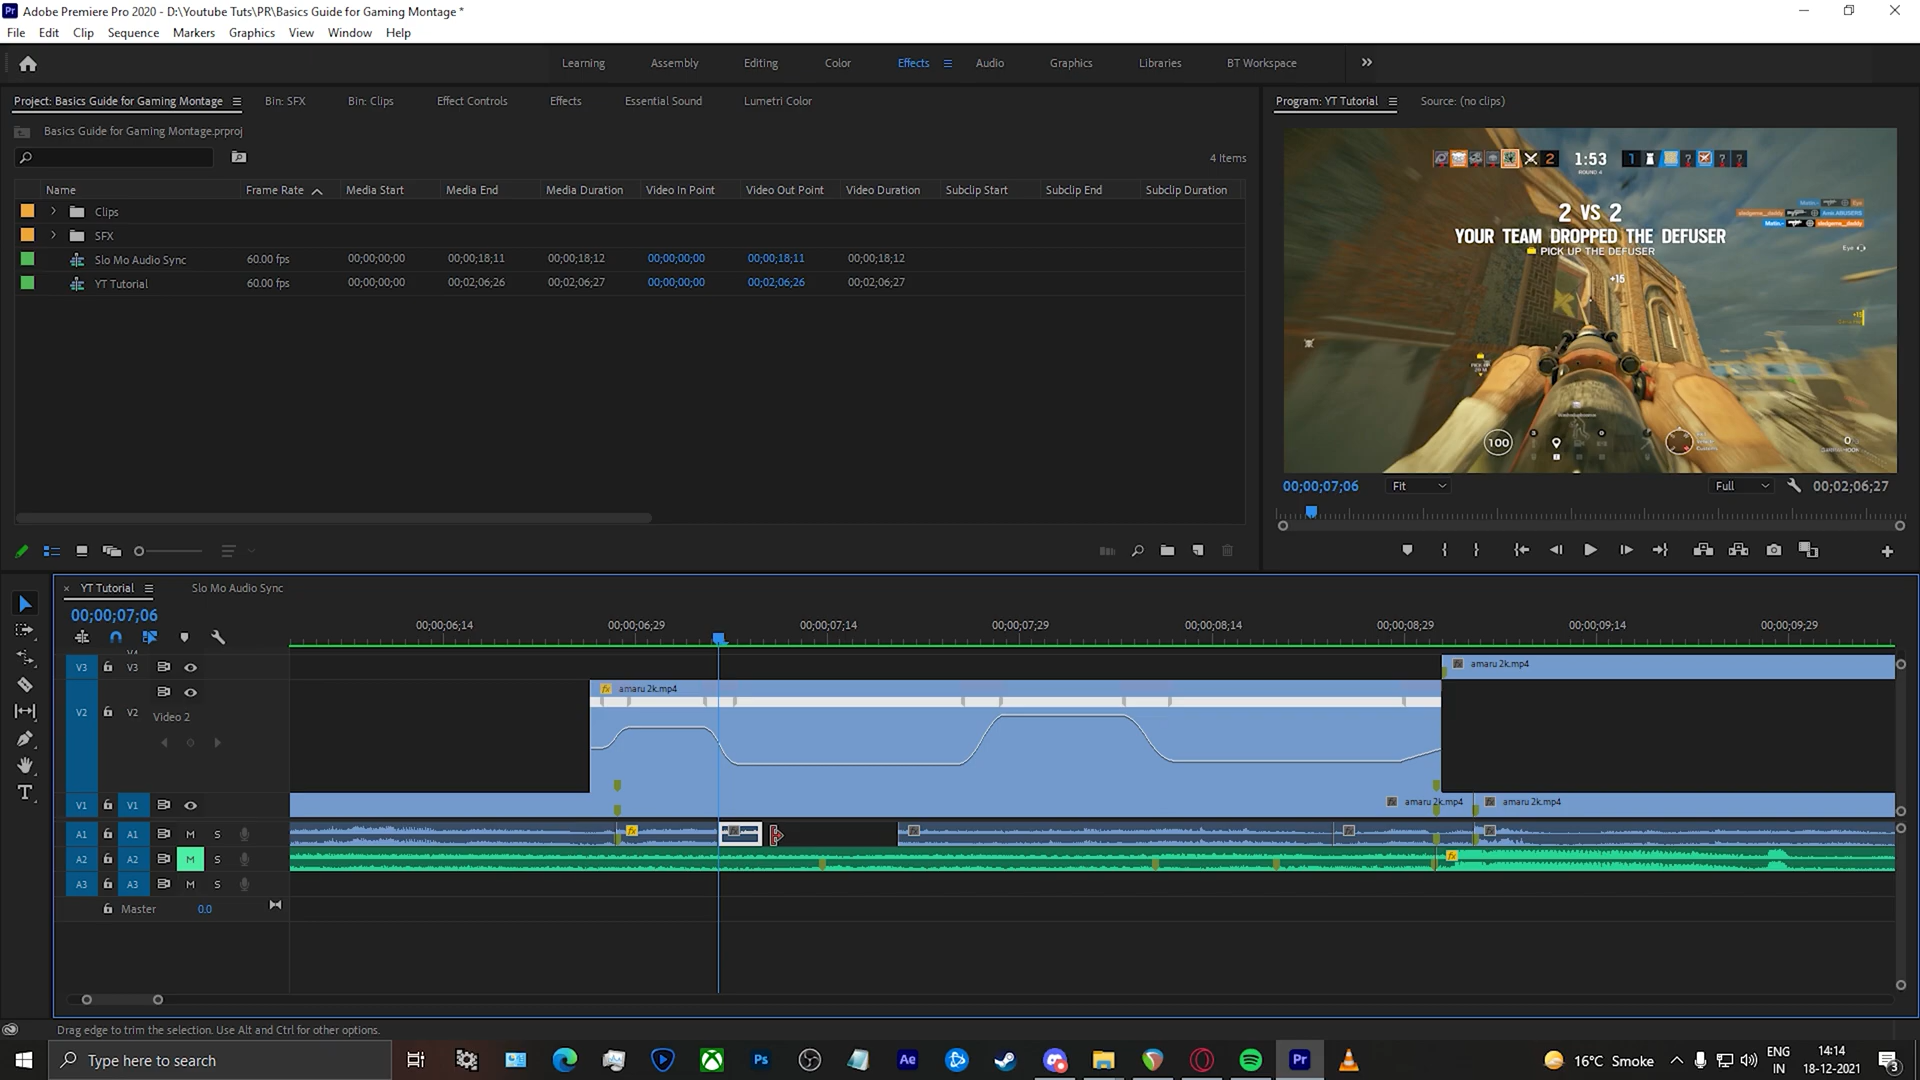 Adobe Premiere Pro 2020 - D:\Youtube Tuts\PR\Basics Guide for Gaming Montage *
File Edit Clip Sequence Markers Graphics View Window Help
Learning Assembly Editing Color Effects Audio Graphics Libraries BT Workspace
Project: Basics Guide for Gaming Montage Bin: SFX Bin: Clips Effect Controls Effects Essential Sound Lumetri Color
Program: YT Tutorial Source: (no clips)
Basics Guide for Gaming Montage.prproj
4 Items
Name Frame Rate Media Start Media End Media Duration Video In Point Video Out Point Video Duration Subclip Start Subclip End Subclip Duration
Clips
SFX
Slo Mo Audio Sync 60.00 fps 00;00;00;00 00;00;18;11 00;00;18;12 00;00;00;00 00;00;18;11 00;00;18;12
YT Tutorial 60.00 fps 00;00;00;00 00;02;06;26 00;02;06;27 00;00;00;00 00;02;06;26 00;02;06;27
2 1:53 1 ? ? ?
ROUND 4
2 VS 2
YOUR TEAM DROPPED THE DEFUSER
PICK UP THE DEFUSER
+15
100
00;00;07;06 Fit Full 00;02;06;27
YT Tutorial Slo Mo Audio Sync
00;00;07;06
00;00;06;14 00;00;06;29 00;00;07;14 00;00;07;29 00;00;08;14 00;00;08;29 00;00;09;14 00;00;09;29
V3 V3 amaru 2k.mp4
fx amaru 2k.mp4
V2 V2 Video 2
V1 V1 amaru 2k.mp4 amaru 2k.mp4
A1 A1 M S
A2 A2 M S
A3 A3 M S
Master 0.0
Drag edge to trim the selection. Use Alt and Ctrl for other options.
Type here to search
Ps Ae Pr
16°C Smoke
ENG
IN
14:14
18-12-2021
3